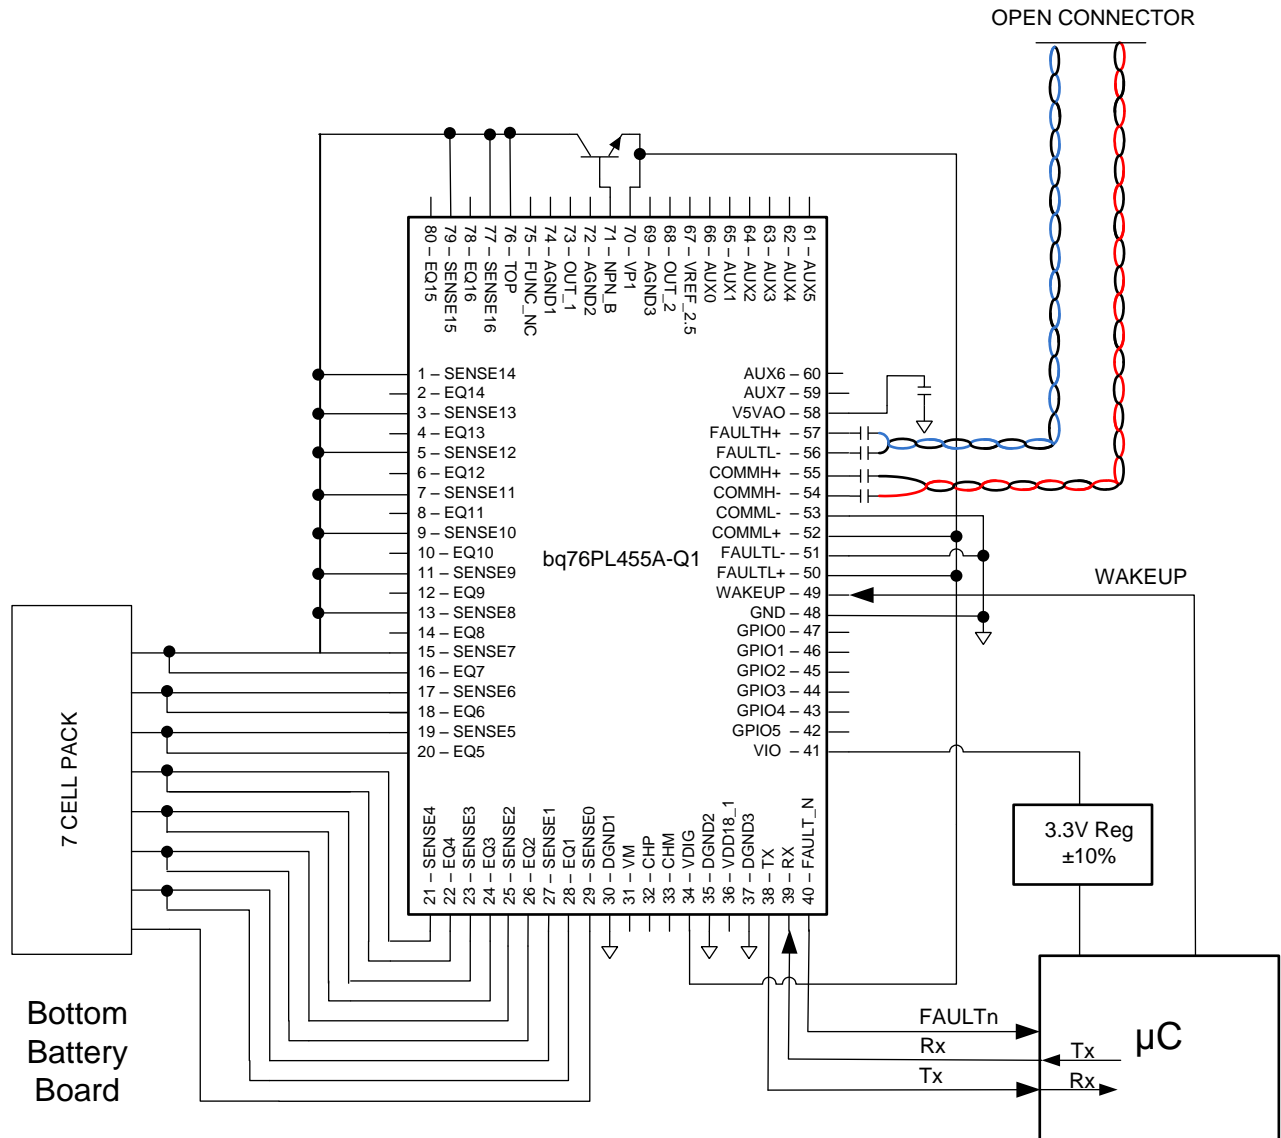 OPEN CONNECTOR
80 – EQ15
79 – SENSE15
78 – EQ16
77 – SENSE16
76 – TOP
75 – FUNC_NC
74 – AGND1
73 – OUT_1
72 – AGND2
71 – NPN_B
70 – VP1
69 – AGND3
68 – OUT_2
67 – VREF_2.5
66 – AUX0
65 – AUX1
64 – AUX2
63 – AUX3
62 – AUX4
61 – AUX5
1 – SENSE14
2 – EQ14
3 – SENSE13
4 – EQ13
5 – SENSE12
6 – EQ12
7 – SENSE11
8 – EQ11
9 – SENSE10
10 – EQ10
11 – SENSE9
12 – EQ9
13 – SENSE8
14 – EQ8
15 – SENSE7
16 – EQ7
17 – SENSE6
18 – EQ6
19 – SENSE5
20 – EQ5
bq76PL455A-Q1
AUX6 – 60
AUX7 – 59
V5VAO – 58
FAULTH+ – 57
FAULTL- – 56
COMMH+ – 55
COMMH- – 54
COMML- – 53
COMML+ – 52
FAULTL- – 51
FAULTL+ – 50
WAKEUP – 49
GND – 48
GPIO0 – 47
GPIO1 – 46
GPIO2 – 45
GPIO3 – 44
GPIO4 – 43
GPIO5 – 42
VIO – 41
WAKEUP
7 CELL PACK
21 – SENSE4
22 – EQ4
23 – SENSE3
24 – EQ3
25 – SENSE2
26 – EQ2
27 – SENSE1
28 – EQ1
29 – SENSE0
30 – DGND1
31 – VM
32 – CHP
33 – CHM
34 – VDIG
35 – DGND2
36 – VDD18_1
37 – DGND3
38 – TX
39 – RX
40 – FAULT_N
3.3V Reg
±10%
Bottom
Battery
Board
FAULTn
Rx
Tx
µC
Tx
Rx